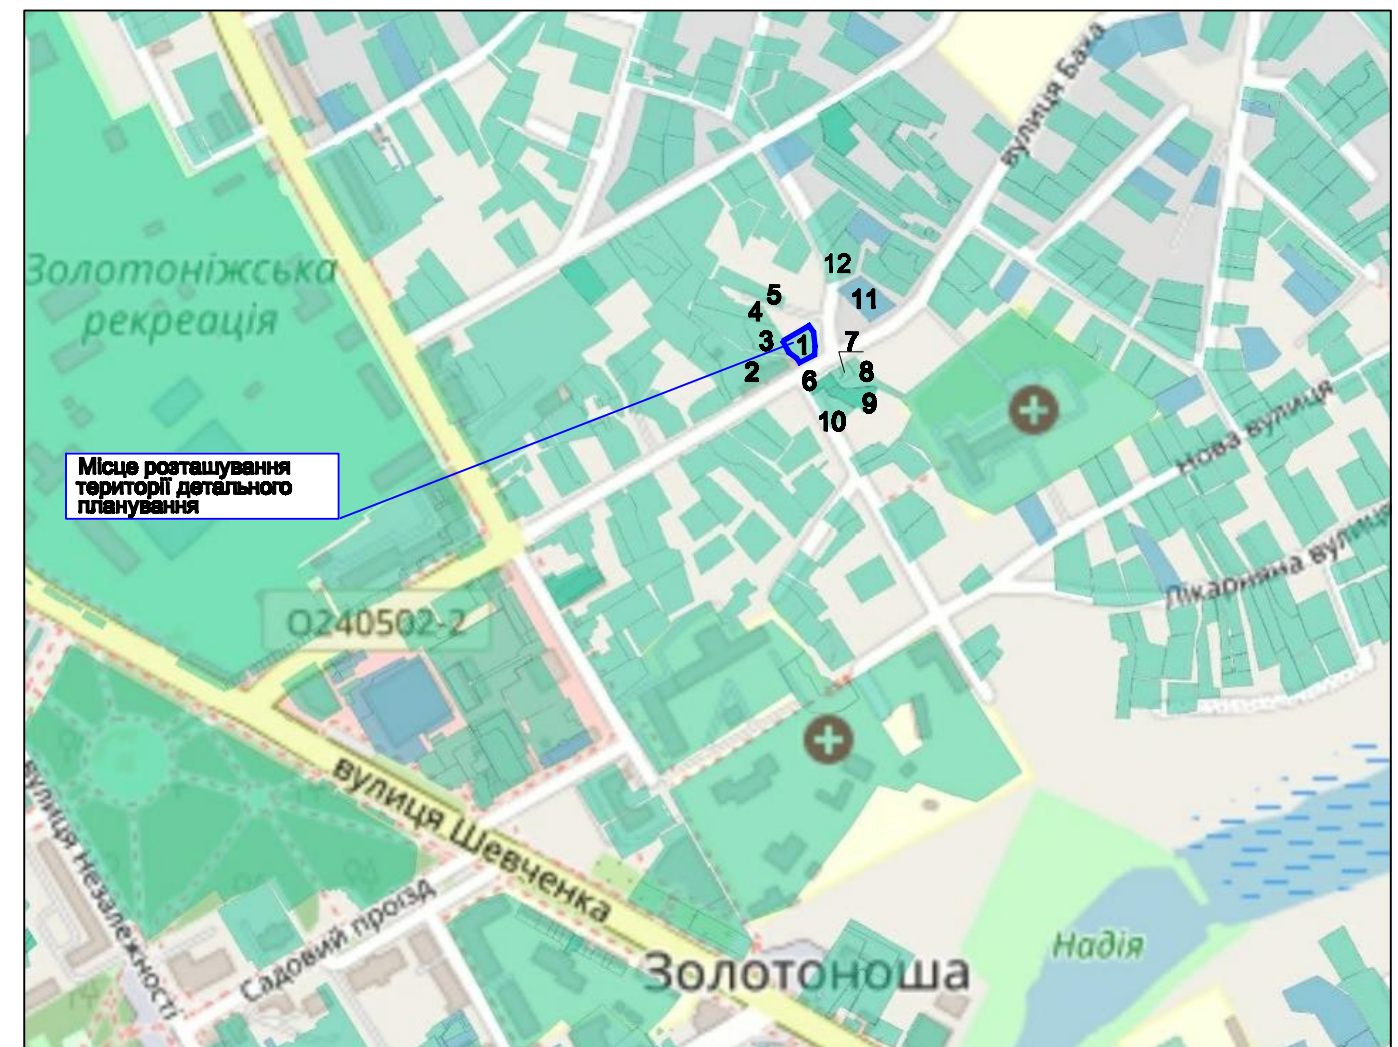 вулиця Бака
Золотоніжська
рекреація
12
5
11
4
3
1
7
2
6
8
9
10
Нова вулиця
Місце розташування
території детального
планування
Лікарняна вулиця
О240502-2
вулиця Шевченка
вулиця Незалежності
Садовий проїзд
Золотоноша
Надія